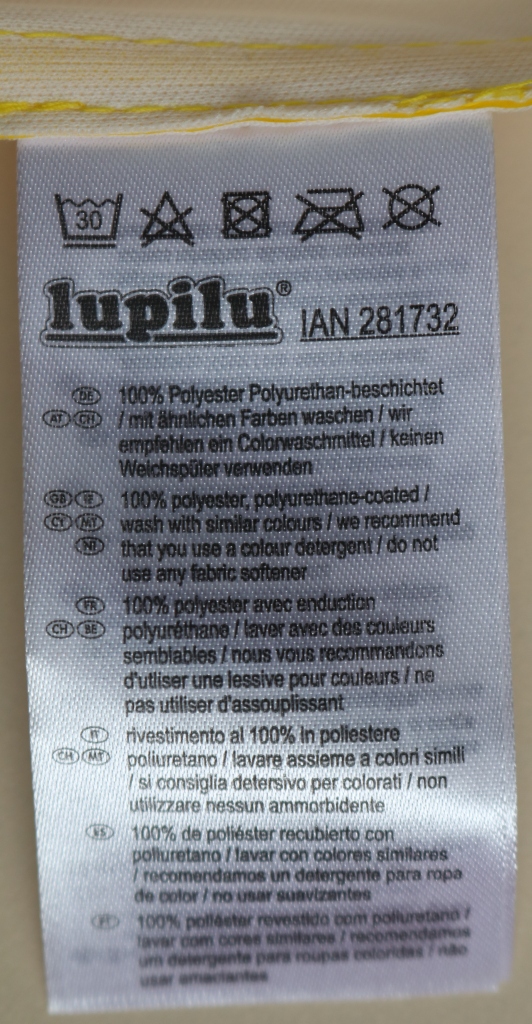 30
lupilu® IAN 281732
DE 100% Polyester Polyurethan-beschichtet
AT CH / mit ähnlichen Farben waschen / wir
empfehlen ein Colorwaschmittel / keinen
Weichspüler verwenden
GB IE 100% polyester, polyurethane-coated /
CY MT wash with similar colours / we recommend
NI that you use a colour detergent / do not
use any fabric softener
FR 100% polyester avec enduction
CH BE polyuréthane / laver avec des couleurs
semblables / nous vous recommandons
d'utliser une lessive pour couleurs / ne
pas utiliser d'assouplissant
IT rivestimento al 100% in poliestere
CH MT poliuretano / lavare assieme a colori simili
/ si consiglia detersivo per colorati / non
utilizzare nessun ammorbidente
ES 100% de poliéster recubierto con
poliuretano / lavar con colores similares
/ recomendamos un detergente para ropa
de color / no usar suavizantes
PT 100% poliéster revestido com poliuretano /
lavar com cores similares / recomendamos
um detergente para roupas coloridas / não
usar amaciantes